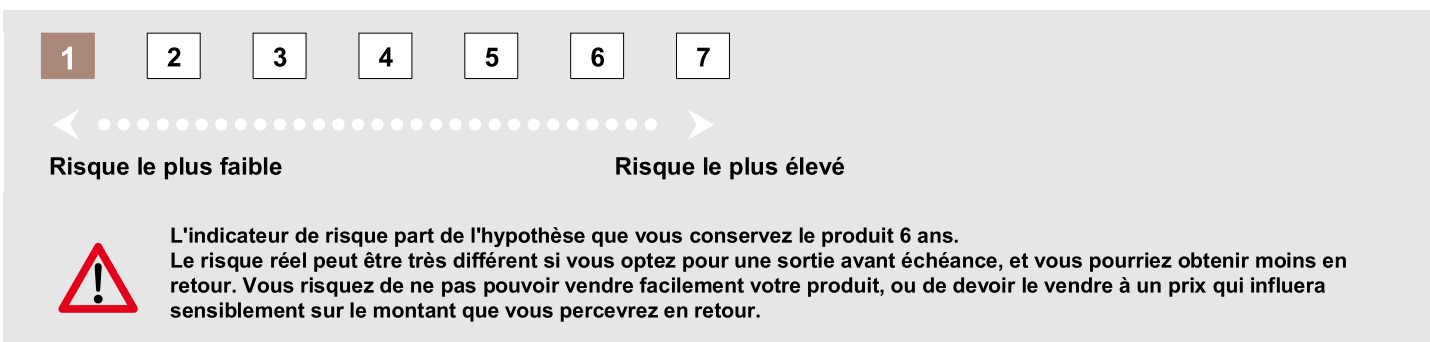 1 2 3 4 5 6 7
Risque le plus faible Risque le plus élevé
L'indicateur de risque part de l'hypothèse que vous conservez le produit 6 ans.
Le risque réel peut être très différent si vous optez pour une sortie avant échéance, et vous pourriez obtenir moins en
retour. Vous risquez de ne pas pouvoir vendre facilement votre produit, ou de devoir le vendre à un prix qui influera
sensiblement sur le montant que vous percevrez en retour.